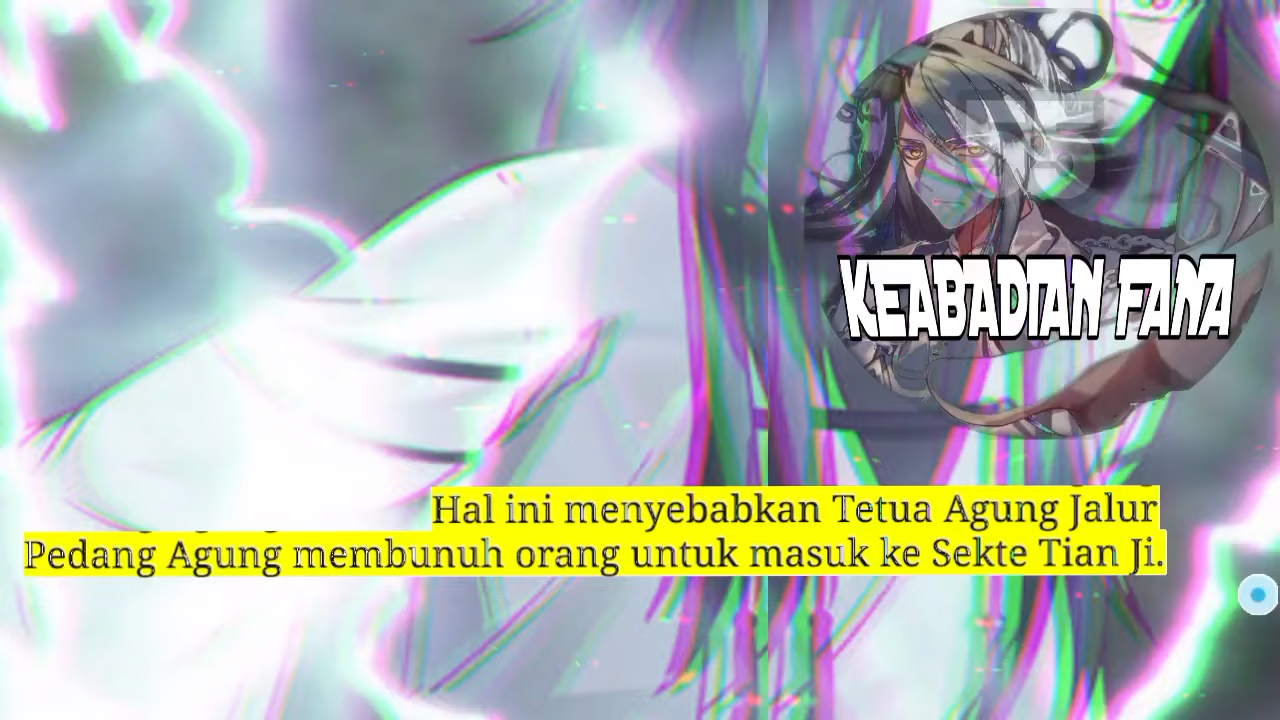 KEABADIAN FANA
Hal ini menyebabkan Tetua Agung Jalur
Pedang Agung membunuh orang untuk masuk ke Sekte Tian Ji.